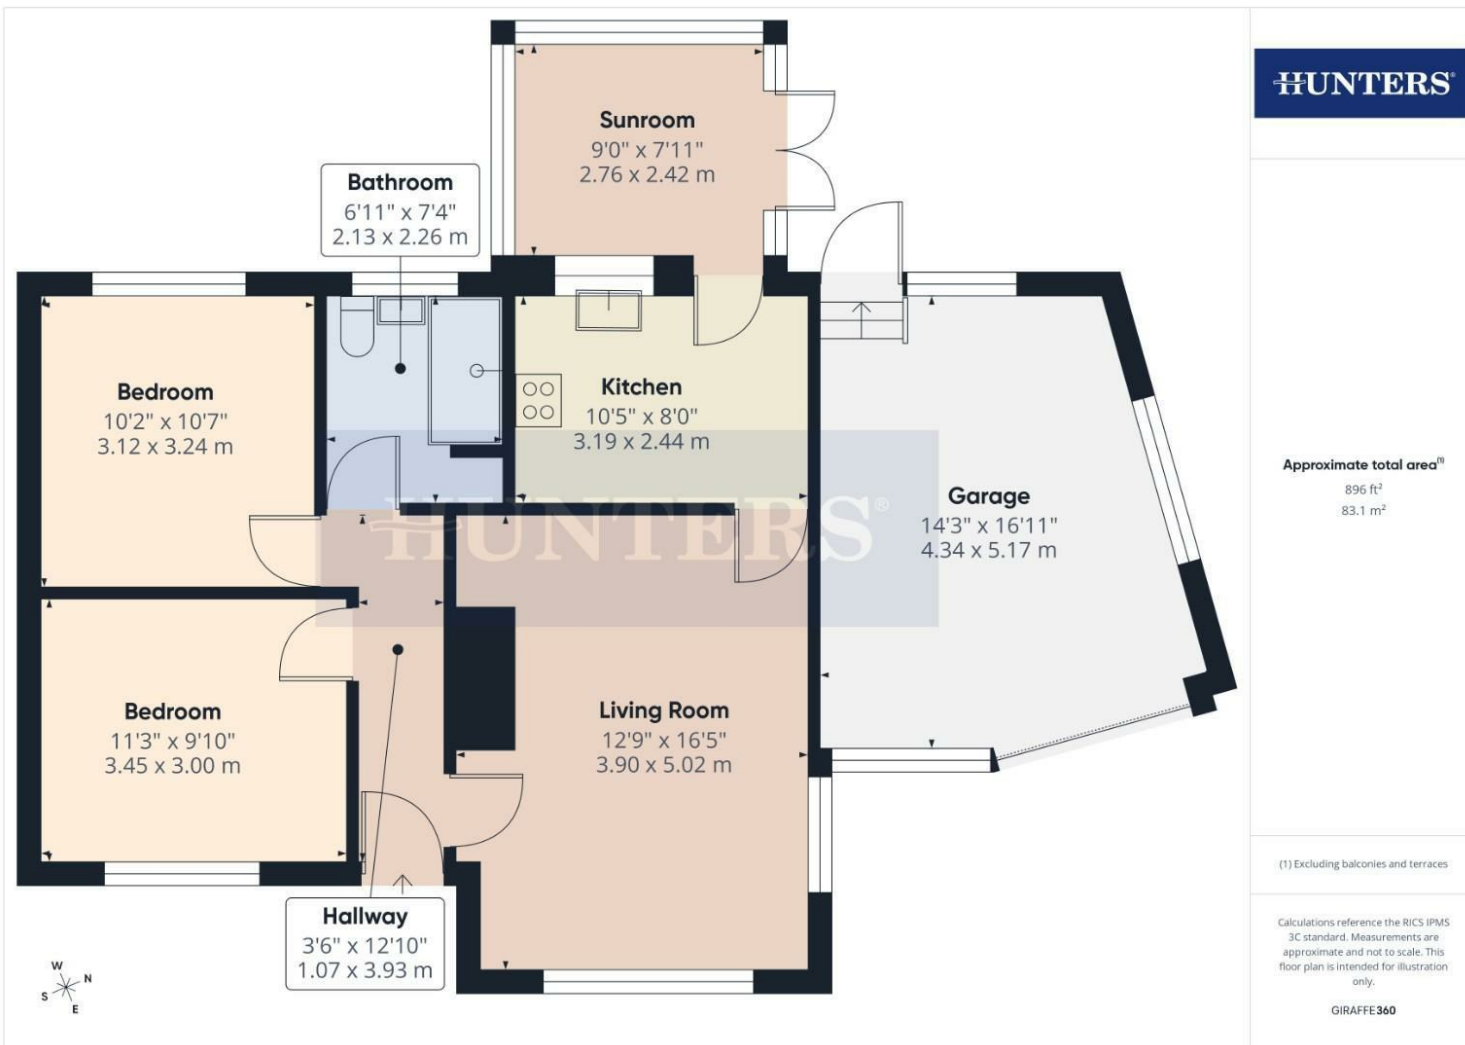 Sunroom
9'0" x 7'11"
2.76 x 2.42 m
Bathroom
6'11" x 7'4"
2.13 x 2.26 m
Bedroom
10'2" x 10'7"
3.12 x 3.24 m
Kitchen
10'5" x 8'0"
3.19 x 2.44 m
Garage
14'3" x 16'11"
4.34 x 5.17 m
HUNTERS®
Bedroom
11'3" x 9'10"
3.45 x 3.00 m
Living Room
12'9" x 16'5"
3.90 x 5.02 m
Hallway
3'6" x 12'10"
1.07 x 3.93 m
W
N
S
E
HUNTERS®
Approximate total area(1)
896 ft²
83.1 m²
(1) Excluding balconies and terraces
Calculations reference the RICS IPMS
3C standard. Measurements are
approximate and not to scale. This
floor plan is intended for illustration
only.
GIRAFFE360